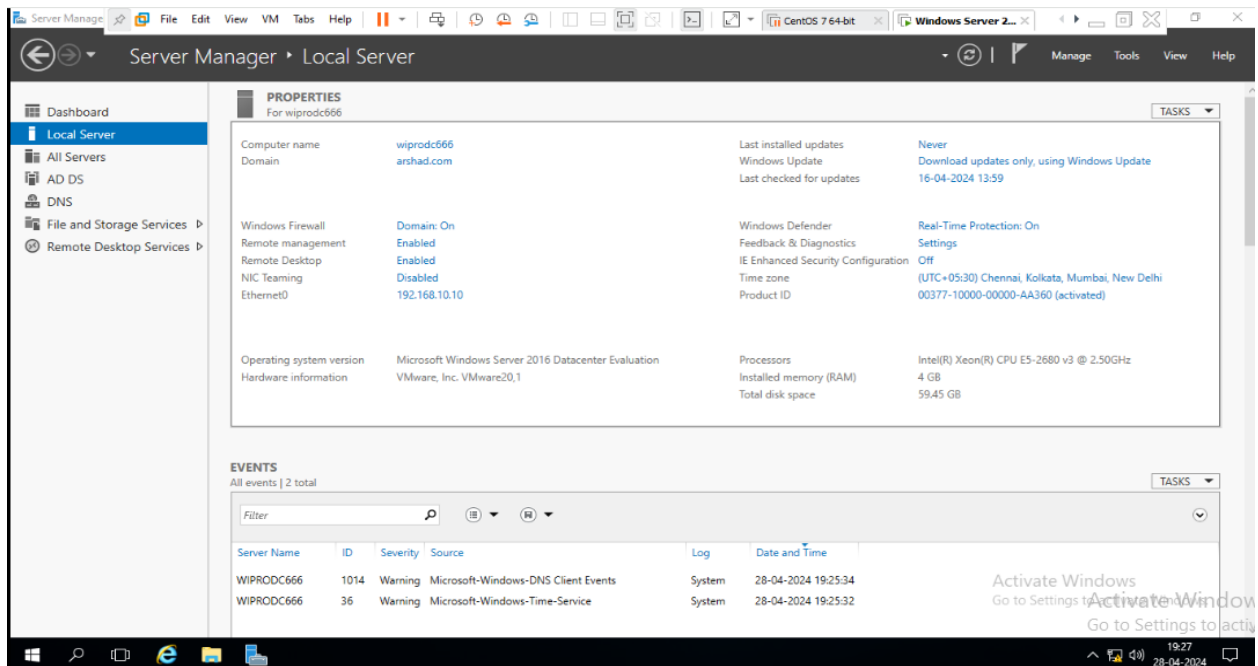 Server Manage File Edit View VM Tabs Help CentOS 7 64-bit Windows Server 2...
Server Manager Local Server Manage Tools View Help
Dashboard
Local Server
All Servers
AD DS
DNS
File and Storage Services
Remote Desktop Services
PROPERTIES
For wiprodc666
TASKS
Computer name wiprodc666
Domain arshad.com
Last installed updates Never
Windows Update Download updates only, using Windows Update
Last checked for updates 16-04-2024 13:59
Windows Firewall Domain: On
Remote management Enabled
Remote Desktop Enabled
NIC Teaming Disabled
Ethernet0 192.168.10.10
Windows Defender Real-Time Protection: On
Feedback & Diagnostics Settings
IE Enhanced Security Configuration Off
Time zone (UTC+05:30) Chennai, Kolkata, Mumbai, New Delhi
Product ID 00377-10000-00000-AA360 (activated)
Operating system version Microsoft Windows Server 2016 Datacenter Evaluation
Hardware information VMware, Inc. VMware20,1
Processors Intel(R) Xeon(R) CPU E5-2680 v3 @ 2.50GHz
Installed memory (RAM) 4 GB
Total disk space 59.45 GB
EVENTS
All events | 2 total
TASKS
Filter
Server Name ID Severity Source Log Date and Time
WIPRODC666 1014 Warning Microsoft-Windows-DNS Client Events System 28-04-2024 19:25:34
WIPRODC666 36 Warning Microsoft-Windows-Time-Service System 28-04-2024 19:25:32
Activate Windows
Go to Settings to
Activate Window
Go to Settings to activ
19:27
28-04-2024